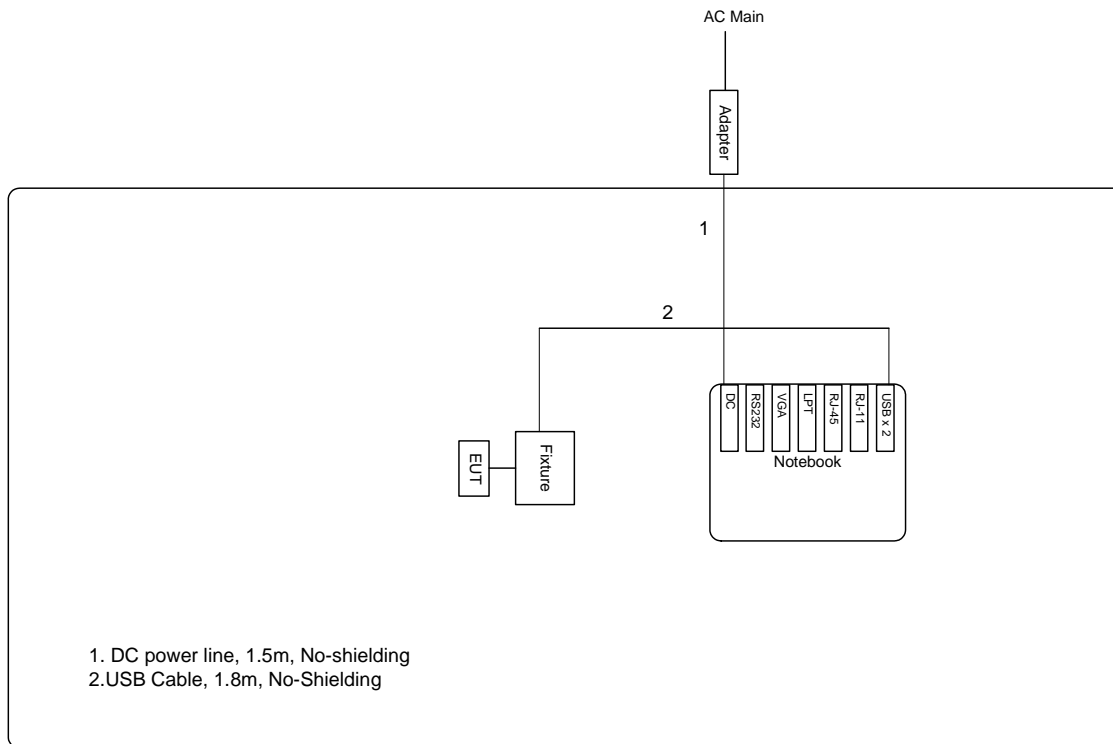 AC Main
Adapter
1
2
DC
RS232
VGA
LPT
RJ-45
RJ-11
USB x 2
Notebook
EUT
Fixture
1. DC power line, 1.5m, No-shielding
2.USB Cable, 1.8m, No-Shielding